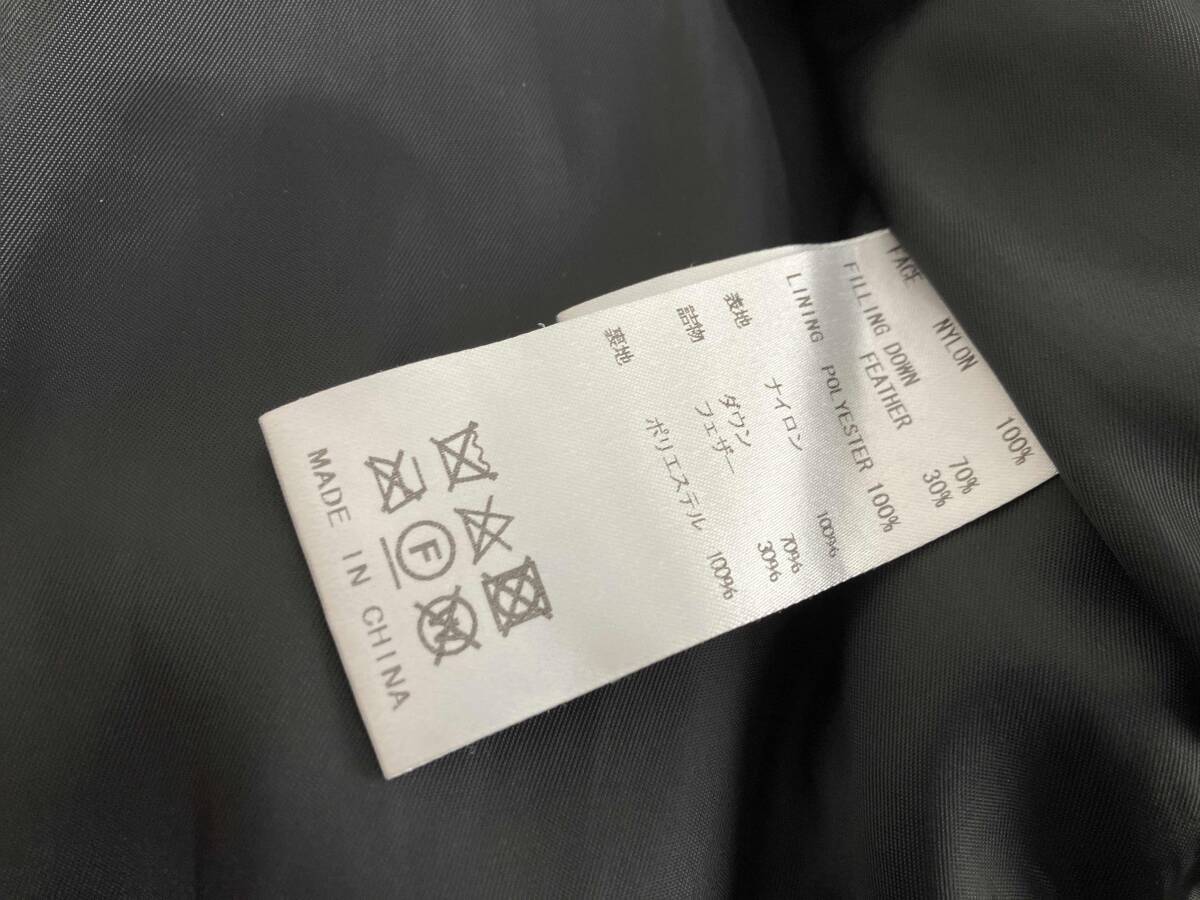 FACE NYLON 100%
FILLING DOWN 70%
FEATHER 30%
LINING POLYESTER 100%
表地 ナイロン 100%
詰物 ダウン 70%
フェザー 30%
裏地 ポリエステル 100%
F
W
MADE IN CHINA